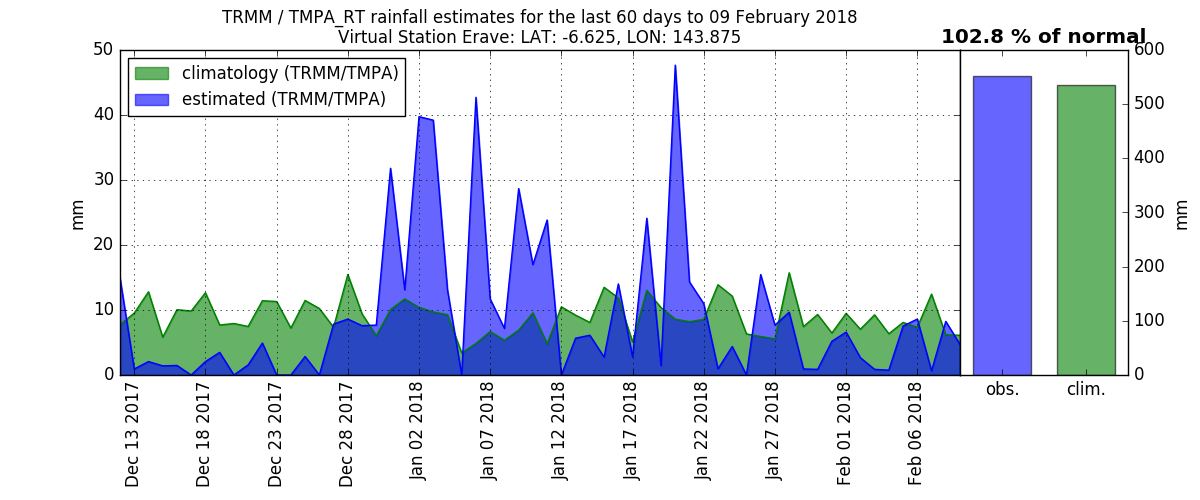 TRMM / TMPA_RT rainfall estimates for the last 60 days to 09 February 2018
Virtual Station Erave: LAT: -6.625, LON: 143.875
102.8 % of normal
climatology (TRMM/TMPA)
estimated (TRMM/TMPA)
50
40
30
20
10
0
mm
Dec 13 2017
Dec 18 2017
Dec 23 2017
Dec 28 2017
Jan 02 2018
Jan 07 2018
Jan 12 2018
Jan 17 2018
Jan 22 2018
Jan 27 2018
Feb 01 2018
Feb 06 2018
obs.
clim.
600
500
400
300
200
100
0
mm